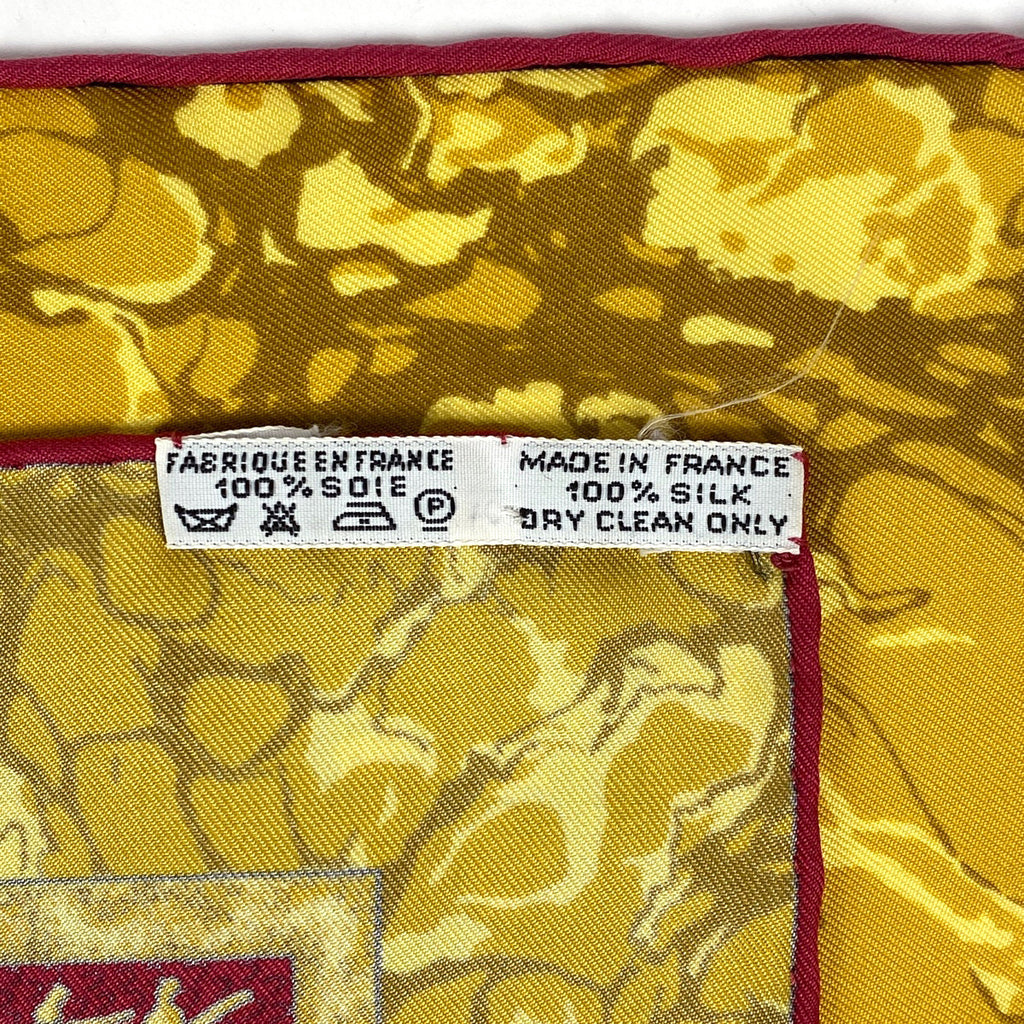 FABRIQUE EN FRANCE
100% SOIE
P
MADE IN FRANCE
100% SILK
DRY CLEAN ONLY